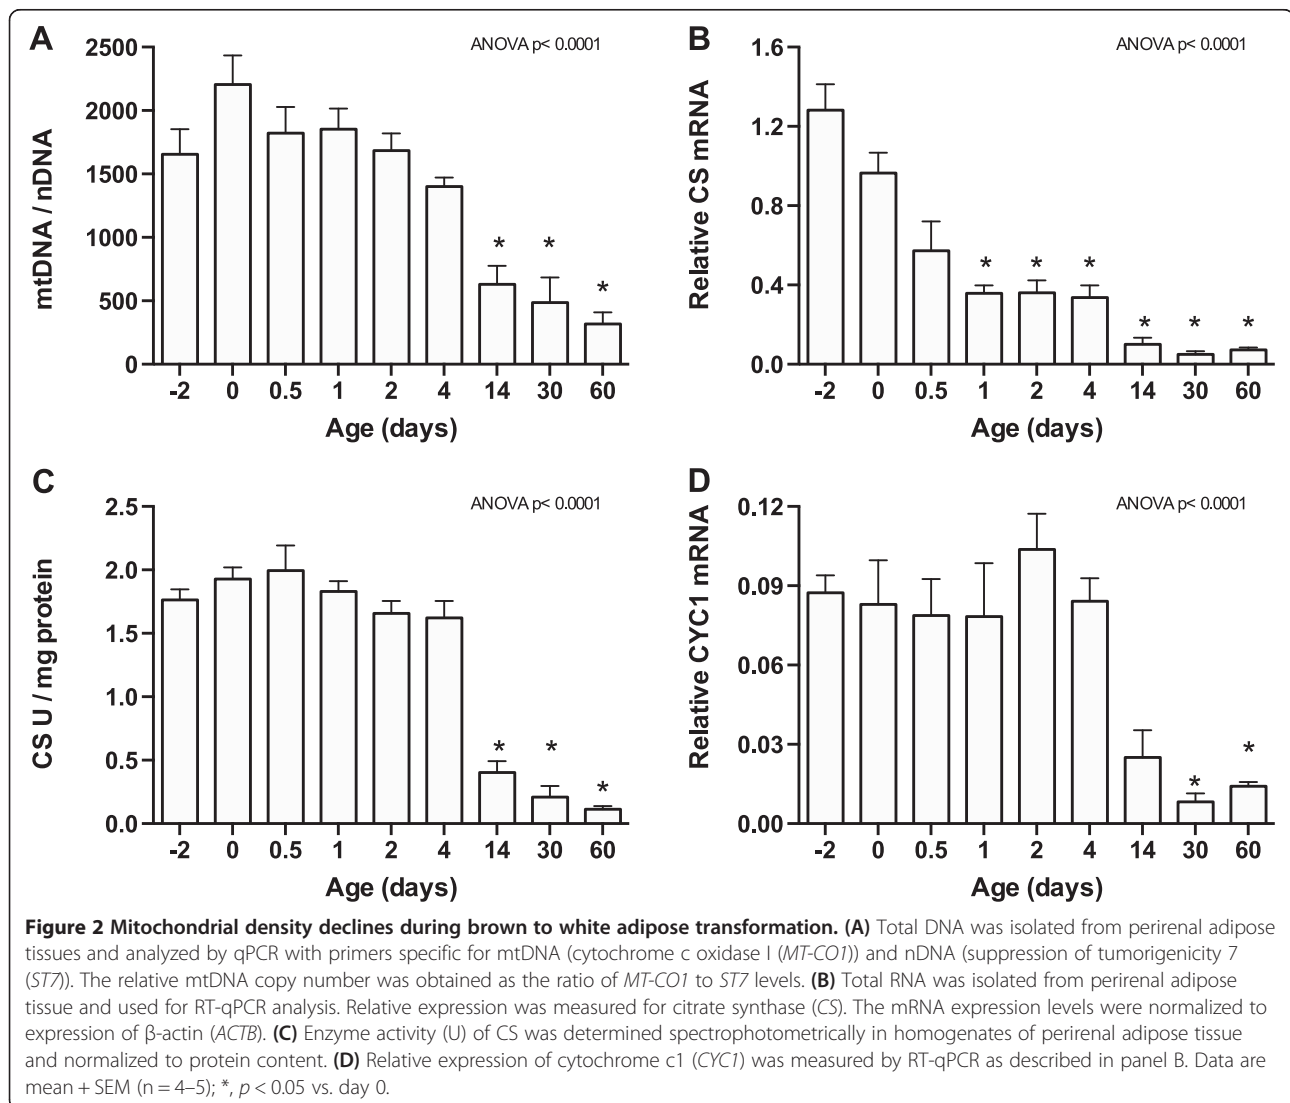 A
ANOVA p< 0.0001
2500
2000
1500
1000
500
0
mtDNA / nDNA
* * *
-2 0 0.5 1 2 4 14 30 60
Age (days)
B
ANOVA p< 0.0001
1.6
1.2
0.8
0.4
0.0
Relative CS mRNA
* * * * * *
-2 0 0.5 1 2 4 14 30 60
Age (days)
C
ANOVA p< 0.0001
2.5
2.0
1.5
1.0
0.5
0.0
CS U / mg protein
* * *
-2 0 0.5 1 2 4 14 30 60
Age (days)
D
ANOVA p< 0.0001
0.12
0.09
0.06
0.03
0.00
Relative CYC1 mRNA
* *
-2 0 0.5 1 2 4 14 30 60
Age (days)
Figure 2 Mitochondrial density declines during brown to white adipose transformation. (A) Total DNA was isolated from perirenal adipose
tissues and analyzed by qPCR with primers specific for mtDNA (cytochrome c oxidase I (MT-CO1)) and nDNA (suppression of tumorigenicity 7
(ST7)). The relative mtDNA copy number was obtained as the ratio of MT-CO1 to ST7 levels. (B) Total RNA was isolated from perirenal adipose
tissue and used for RT-qPCR analysis. Relative expression was measured for citrate synthase (CS). The mRNA expression levels were normalized to
expression of β-actin (ACTB). (C) Enzyme activity (U) of CS was determined spectrophotometrically in homogenates of perirenal adipose tissue
and normalized to protein content. (D) Relative expression of cytochrome c1 (CYC1) was measured by RT-qPCR as described in panel B. Data are
mean + SEM (n = 4–5); *, p < 0.05 vs. day 0.